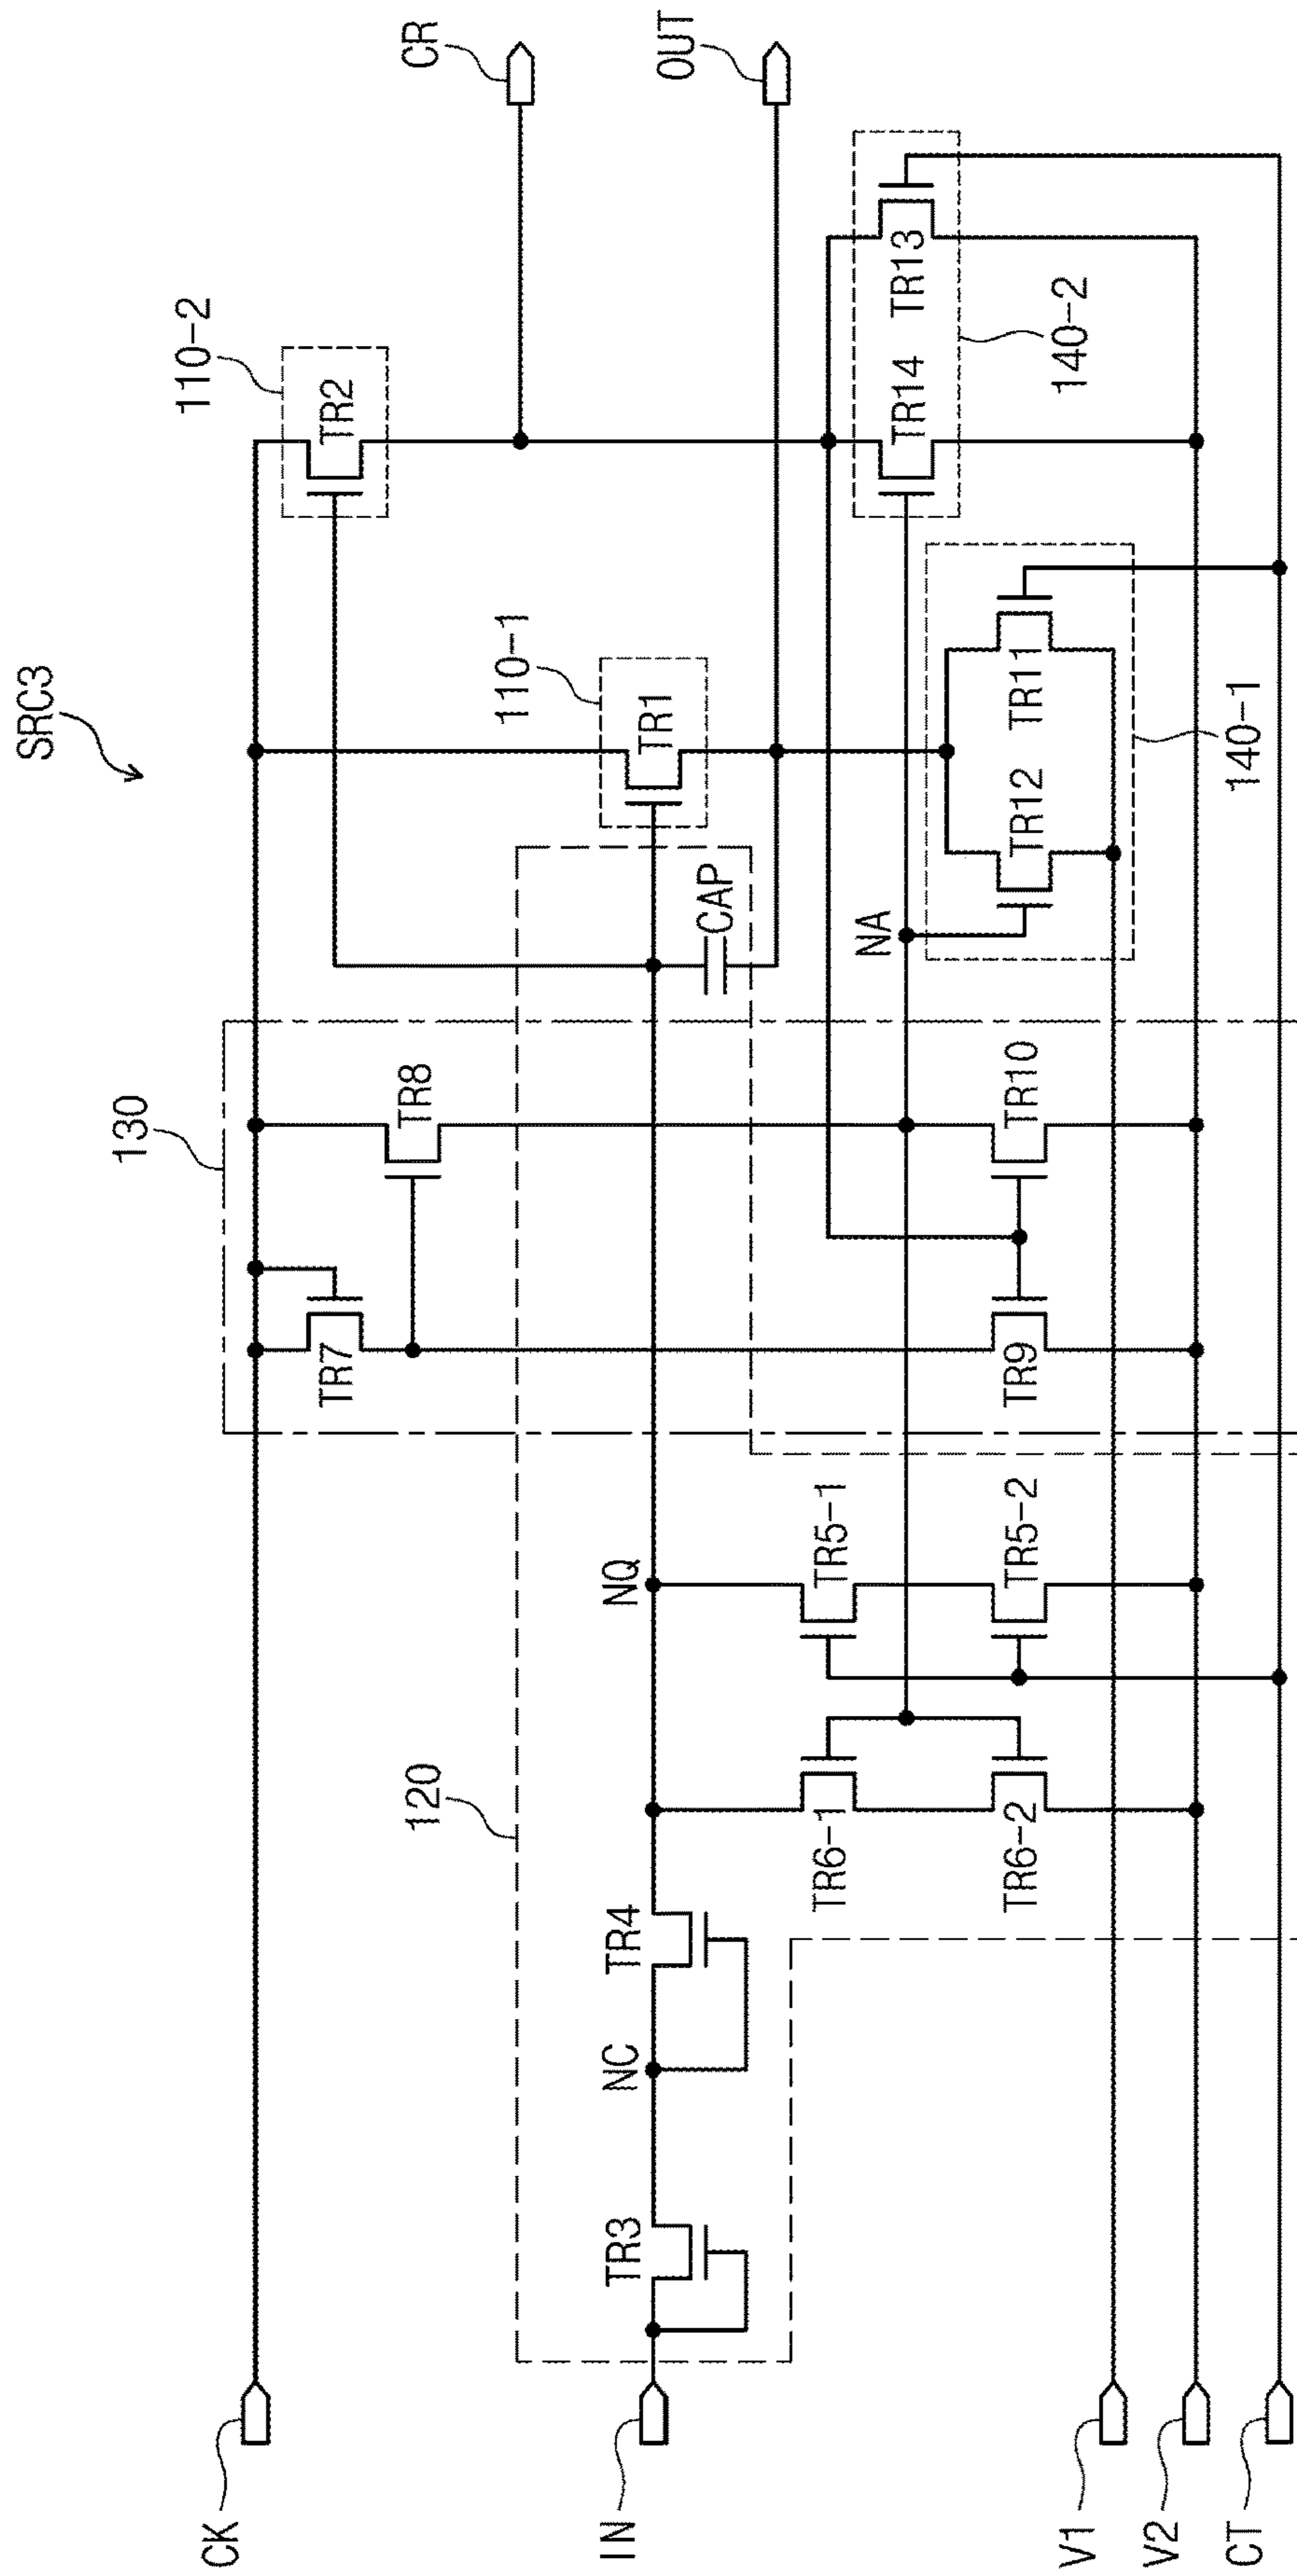 SRC3
CK
130
TR7
TR8
110-2
TR2
CR
120
IN
TR3
NC
TR4
NQ
CAP
110-1
TR1
OUT
TR6-1
TR5-1
NA
TR14
TR13
140-2
TR6-2
TR5-2
TR9
TR10
TR12
TR11
140-1
V1
V2
CT